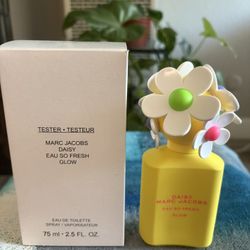 TESTER • TESTEUR
MARC JACOBS
DAISY
EAU SO FRESH
GLOW
EAU DE TOILETTE
SPRAY / VAPORISATEUR
75 ml • 2.5 FL. OZ.
DAISY
MARC JACOBS
EAU SO FRESH
GLOW